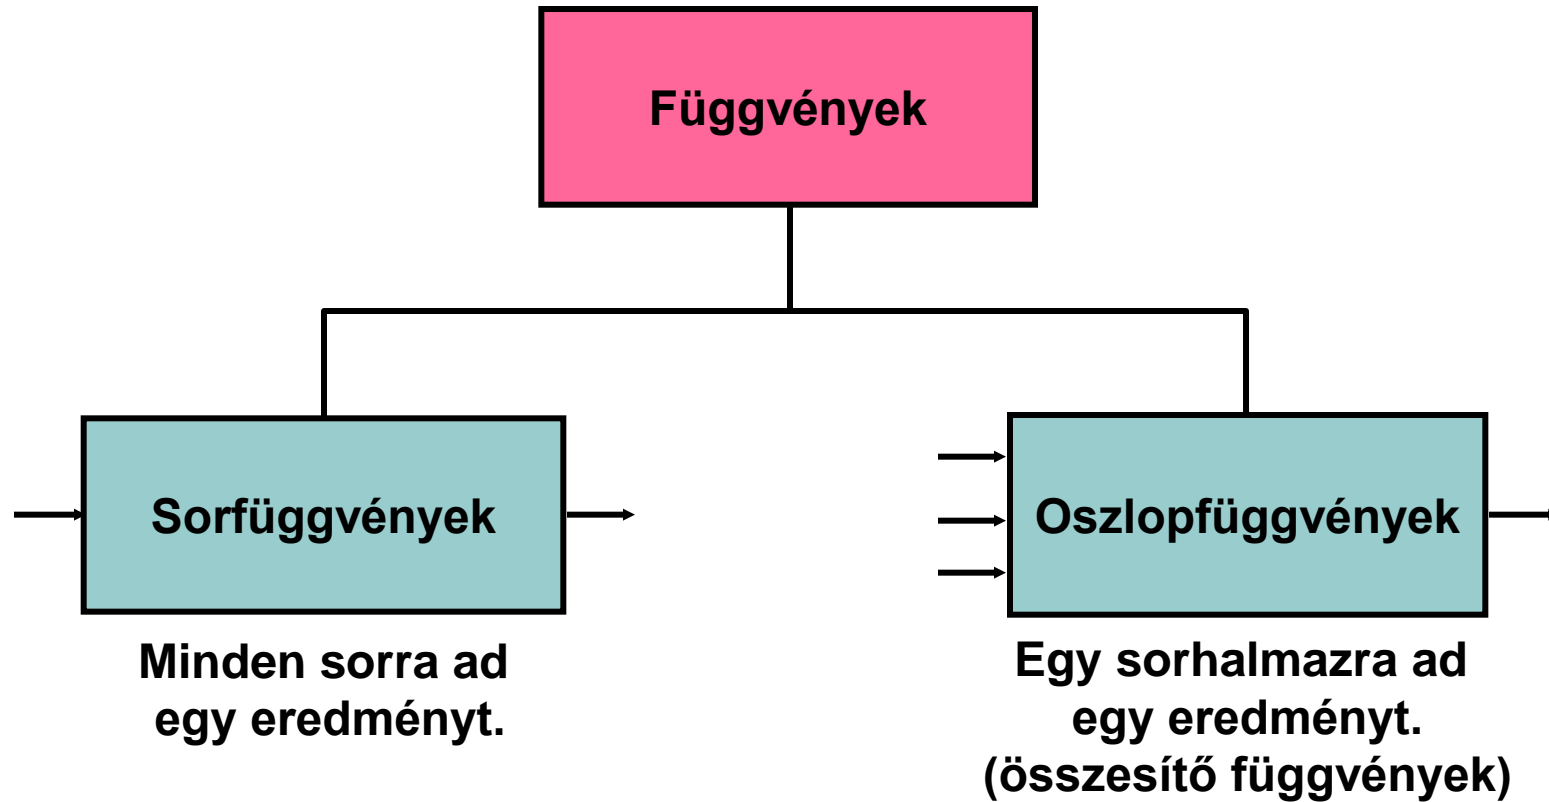 Függvények
Sorfüggvények
Minden sorra ad
egy eredményt.
Oszlopfüggvények
Egy sorhalmazra ad
egy eredményt.
(összesítő függvények)